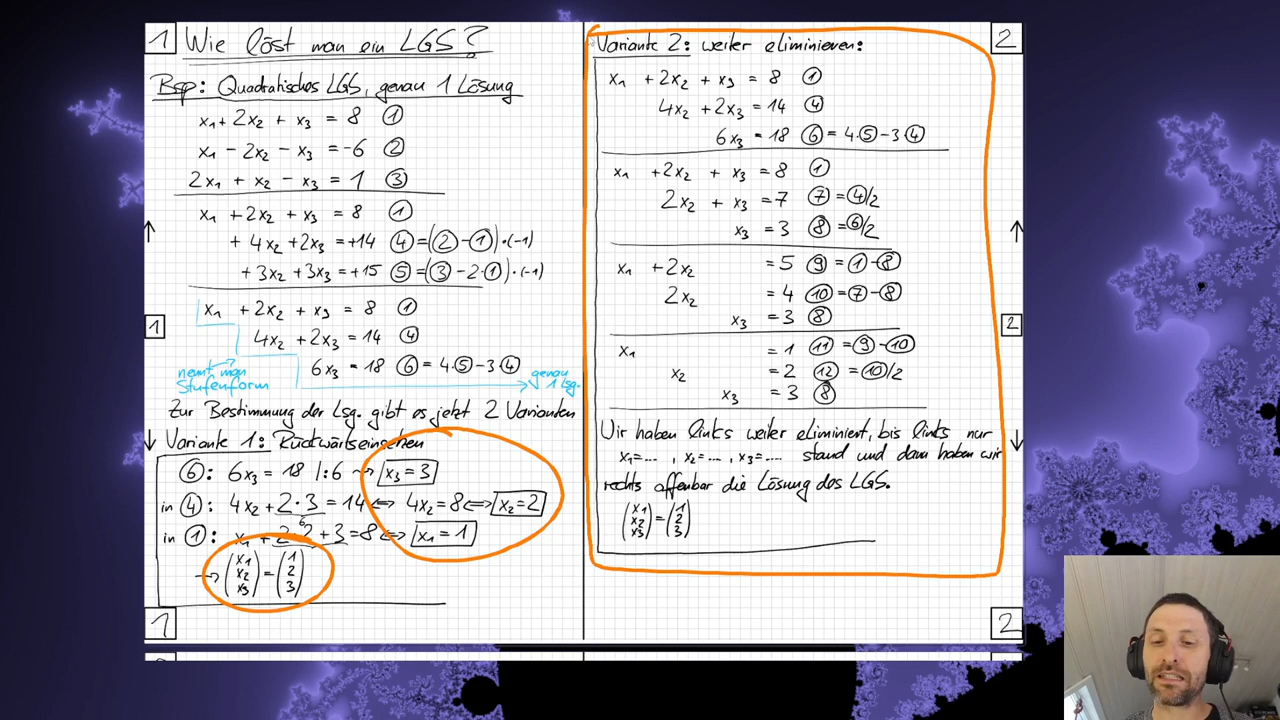 1 Wie löst man ein LGS?
Bsp: Quadratisches LGS, genau 1 Lösung
x1 + 2x2 + x3 = 8 ①
x1 - 2x2 - x3 = -6 ②
2x1 + x2 - x3 = 1 ③
x1 + 2x2 + x3 = 8 ①
+ 4x2 + 2x3 = +14 ④ = (② - ①)·(-1)
+ 3x2 + 3x3 = +15 ⑤ = (③ - 2·①)·(-1)
x1 + 2x2 + x3 = 8 ①
4x2 + 2x3 = 14 ④
6x3 = 18 ⑥ = 4·⑤ - 3④
nennt man
Stufenform
genau
1 Lsg.
Zur Bestimmung der Lsg. gibt es jetzt 2 Varianten
Variante 1: Rückwärtseinsetzen
⑥: 6x3 = 18 |:6 → x3 = 3
in ④: 4x2 + 2·3 = 14 ⇔ 4x2 = 8 ⇔ x2 = 2
6
in ①: x1 + 2·2 + 3 = 8 ⇔ x1 = 1
→ (x1 x2 x3) = (1 2 3)
1
1
Variante 2: weiter eliminieren: 2
x1 + 2x2 + x3 = 8 ①
4x2 + 2x3 = 14 ④
6x3 = 18 ⑥ = 4·⑤ - 3④
x1 + 2x2 + x3 = 8 ①
2x2 + x3 = 7 ⑦ = ④/2
x3 = 3 ⑧ = ⑥/2
x1 + 2x2 = 5 ⑨ = ① - ⑧
2x2 = 4 ⑩ = ⑦ - ⑧
x3 = 3 ⑧
2
x1 = 1 ⑪ = ⑨ - ⑩
x2 = 2 ⑫ = ⑩/2
x3 = 3 ⑧
Wir haben links weiter eliminiert, bis links nur
x1=...., x2=...., x3=.... stand und dann haben wir
rechts offenbar die Lösung des LGS.
(x1 x2 x3) = (1 2 3)
2